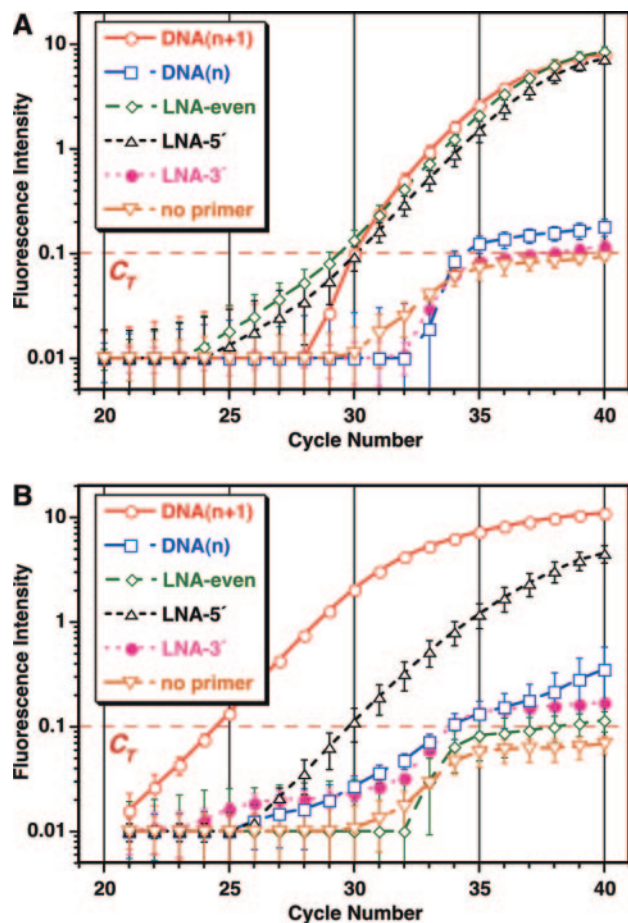 A
DNA(n+1)
DNA(n)
LNA-even
LNA-5´
LNA-3´
no primer
Fluorescence Intensity
10
1
0.1
0.01
C_T
20
25
30
35
40
Cycle Number
B
DNA(n+1)
DNA(n)
LNA-even
LNA-5´
LNA-3´
no primer
Fluorescence Intensity
10
1
0.1
0.01
C_T
20
25
30
35
40
Cycle Number